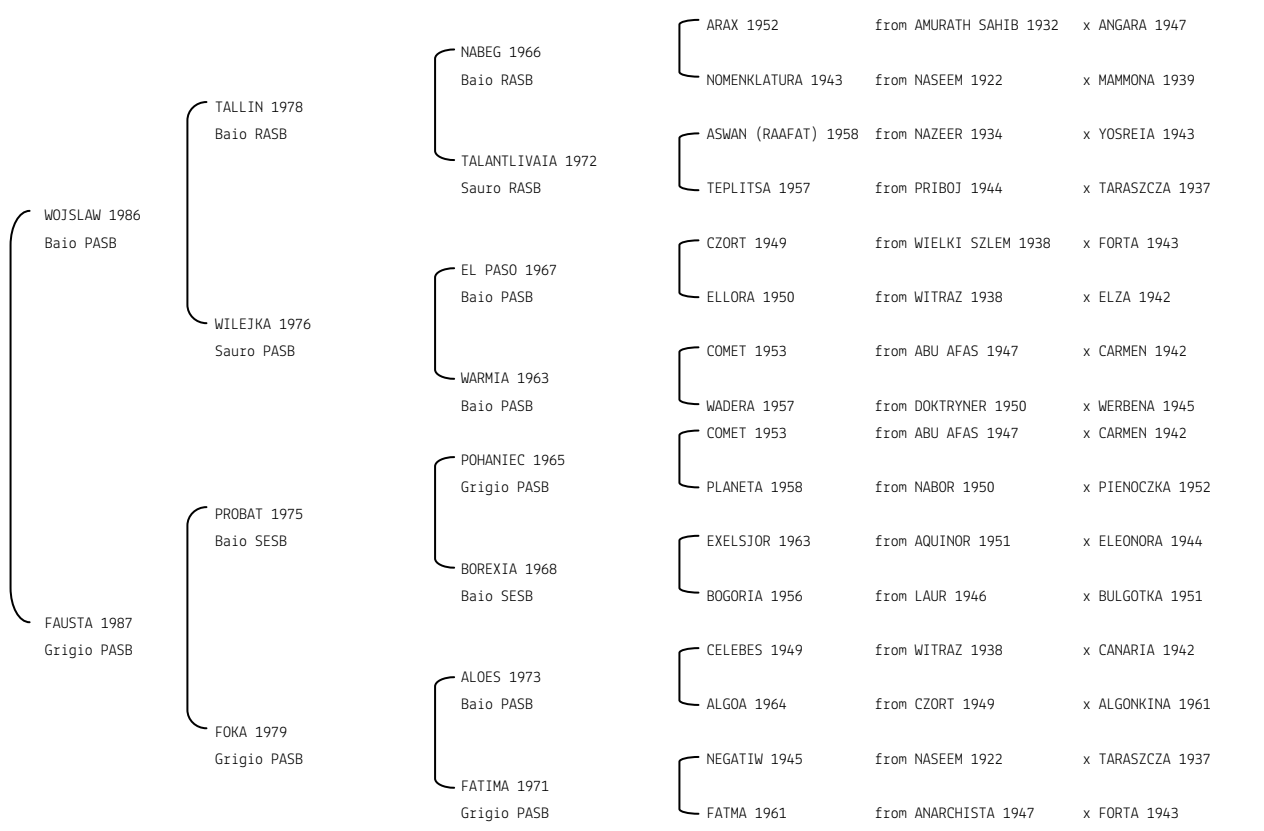 ARAX 1952 from AMURATH SAHIB 1932 x ANGARA 1947
NABEG 1966
Baio RASB
NOMENKLATURA 1943 from NASEEM 1922 x MAMMONA 1939
TALLIN 1978
Baio RASB
ASWAN (RAAFAT) 1958 from NAZEER 1934 x YOSREIA 1943
TALANTLIVAIA 1972
Sauro RASB
TEPLITSA 1957 from PRIBOJ 1944 x TARASZCZA 1937
WOJSLAW 1986
Baio PASB
CZORT 1949 from WIELKI SZLEM 1938 x FORTA 1943
EL PASO 1967
Baio PASB
ELLORA 1950 from WITRAZ 1938 x ELZA 1942
WILEJKA 1976
Sauro PASB
COMET 1953 from ABU AFAS 1947 x CARMEN 1942
WARMIA 1963
Baio PASB
WADERA 1957 from DOKTRYNER 1950 x WERBENA 1945
COMET 1953 from ABU AFAS 1947 x CARMEN 1942
POHANIEC 1965
Grigio PASB
PLANETA 1958 from NABOR 1950 x PIENOCZKA 1952
PROBAT 1975
Baio SESB
EXELSJOR 1963 from AQUINOR 1951 x ELEONORA 1944
BOREXIA 1968
Baio SESB
BOGORIA 1956 from LAUR 1946 x BULGOTKA 1951
FAUSTA 1987
Grigio PASB
CELEBES 1949 from WITRAZ 1938 x CANARIA 1942
ALOES 1973
Baio PASB
ALGOA 1964 from CZORT 1949 x ALGONKINA 1961
FOKA 1979
Grigio PASB
NEGATIW 1945 from NASEEM 1922 x TARASZCZA 1937
FATIMA 1971
Grigio PASB
FATMA 1961 from ANARCHISTA 1947 x FORTA 1943